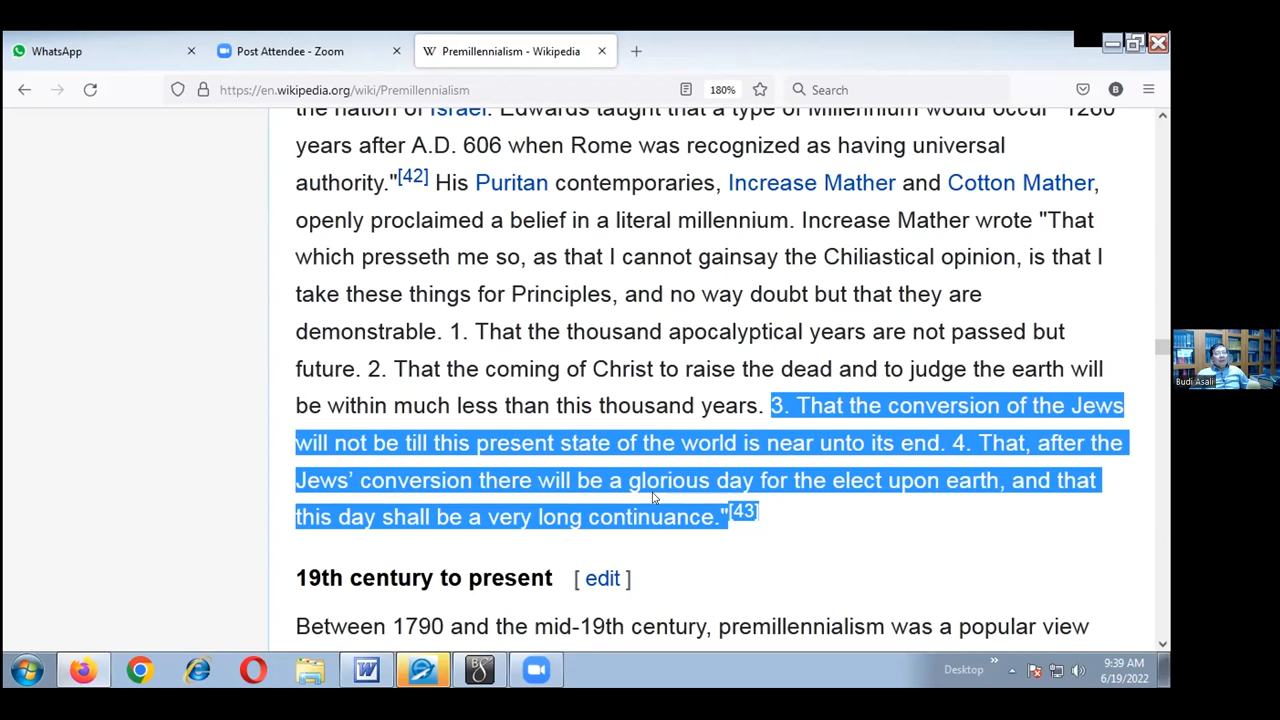 WhatsApp
Post Attendee - Zoom
Premillennialism - Wikipedia
https://en.wikipedia.org/wiki/Premillennialism
180%
Search
B
the nation of Israel. Edwards taught that a type of Millennium would occur "1260
years after A.D. 606 when Rome was recognized as having universal
authority."[42] His Puritan contemporaries, Increase Mather and Cotton Mather,
openly proclaimed a belief in a literal millennium. Increase Mather wrote "That
which presseth me so, as that I cannot gainsay the Chiliastical opinion, is that I
take these things for Principles, and no way doubt but that they are
demonstrable. 1. That the thousand apocalyptical years are not passed but
future. 2. That the coming of Christ to raise the dead and to judge the earth will
be within much less than this thousand years. 3. That the conversion of the Jews
will not be till this present state of the world is near unto its end. 4. That, after the
Jews’ conversion there will be a glorious day for the elect upon earth, and that
this day shall be a very long continuance."[43]
19th century to present [ edit ]
Between 1790 and the mid-19th century, premillennialism was a popular view
Budi Asali
Desktop
9:39 AM
6/19/2022